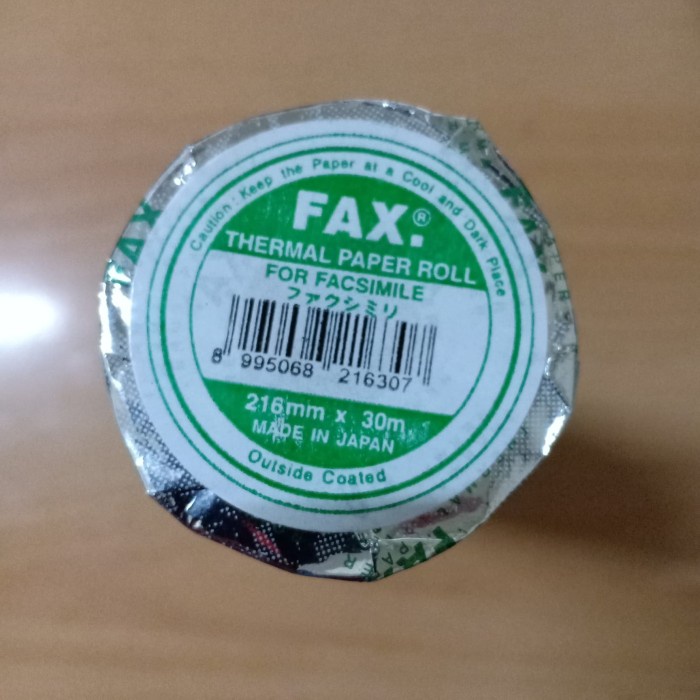 Caution : Keep the Paper at a Cool and Dark Place
FAX.®
THERMAL PAPER ROLL
FOR FACSIMILE
ファクシミリ
8 995068 216307
216mm x 30m
MADE IN JAPAN
Outside Coated